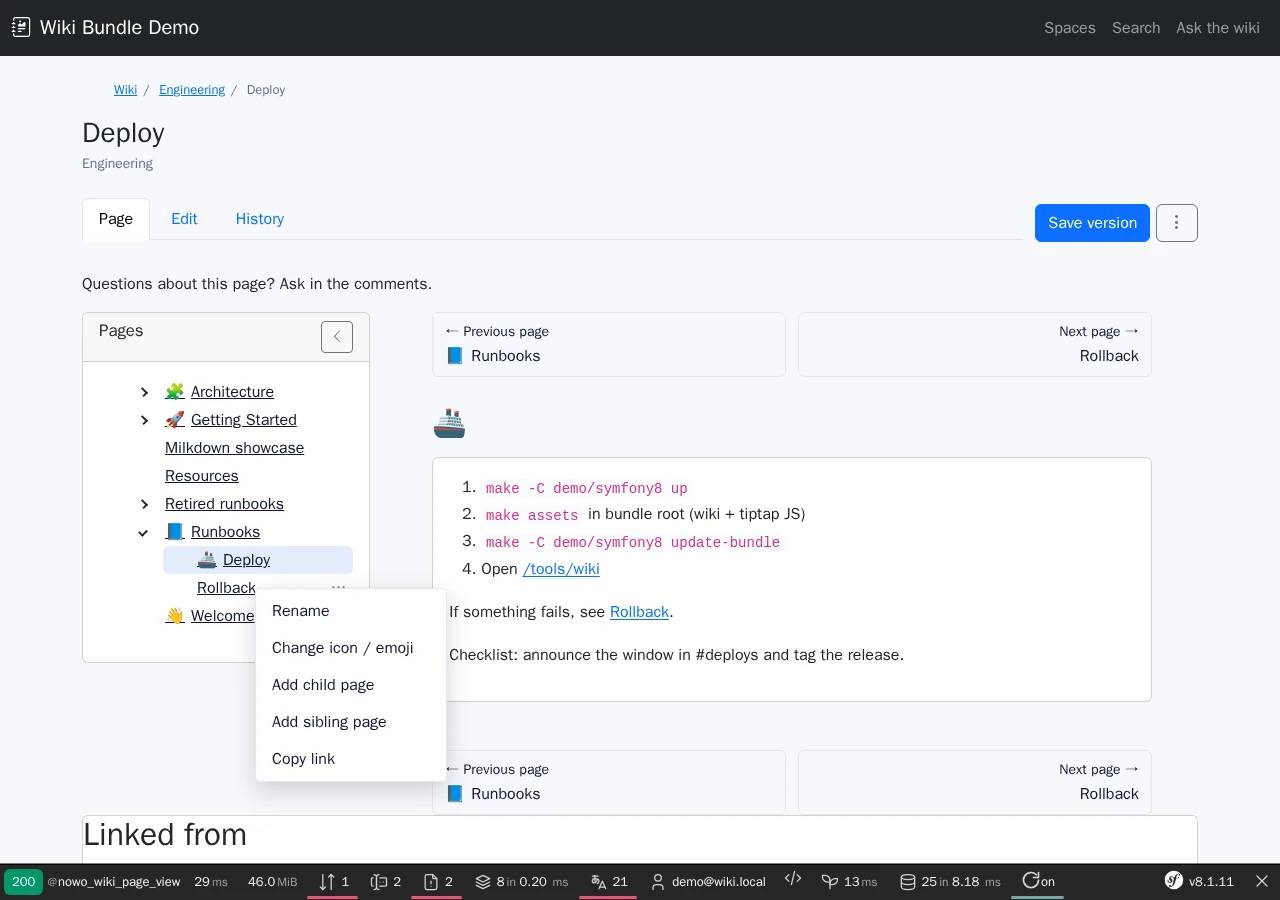 Wiki Bundle Demo
Spaces Search Ask the wiki
Wiki / Engineering / Deploy
Deploy
Engineering
Page Edit History
Save version
Questions about this page? Ask in the comments.
Pages
Architecture
Getting Started
Milkdown showcase
Resources
Retired runbooks
Runbooks
Deploy
Rollback ...
Welcome
Rename
Change icon / emoji
Add child page
Add sibling page
Copy link
← Previous page
Runbooks
Next page →
Rollback
1. make -C demo/symfony8 up
2. make assets in bundle root (wiki + tiptap JS)
3. make -C demo/symfony8 update-bundle
4. Open /tools/wiki
If something fails, see Rollback.
Checklist: announce the window in #deploys and tag the release.
← Previous page
Runbooks
Next page →
Rollback
Linked from
200 @nowo_wiki_page_view 29 ms 46.0 MiB 1 2 2 8 in 0.20 ms 21 demo@wiki.local 13 ms 25 in 8.18 ms on sf v8.1.11